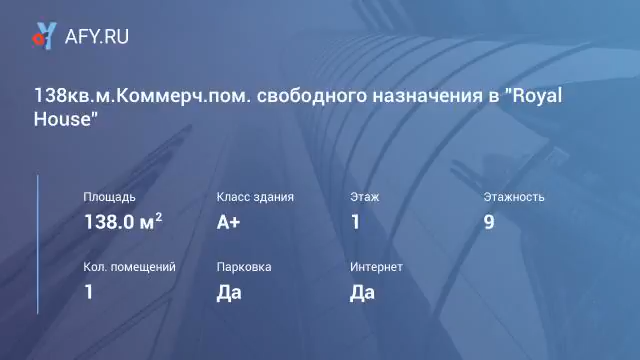 AFY.RU
138кв.м.Коммерч.пом. свободного назначения в "Royal
House"
Площадь
Класс здания
Этаж
Этажность
138.0 м²
A+
1
9
Кол. помещений
Парковка
Интернет
1
Да
Да